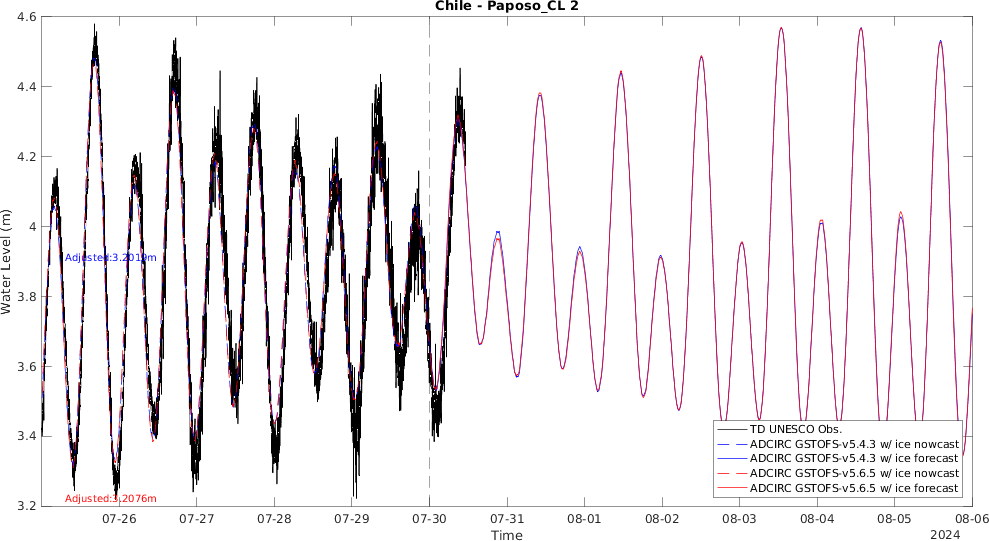 Chile - Paposo_CL 2
4.6
4.4
4.2
4
3.8
3.6
3.4
3.2
Water Level (m)
Adjusted:3.2019m
Adjusted:3.2076m
TD UNESCO Obs.
ADCIRC GSTOFS-v5.4.3 w/ ice nowcast
ADCIRC GSTOFS-v5.4.3 w/ ice forecast
ADCIRC GSTOFS-v5.6.5 w/ ice nowcast
ADCIRC GSTOFS-v5.6.5 w/ ice forecast
07-26 07-27 07-28 07-29 07-30 07-31 08-01 08-02 08-03 08-04 08-05 08-06
Time
2024